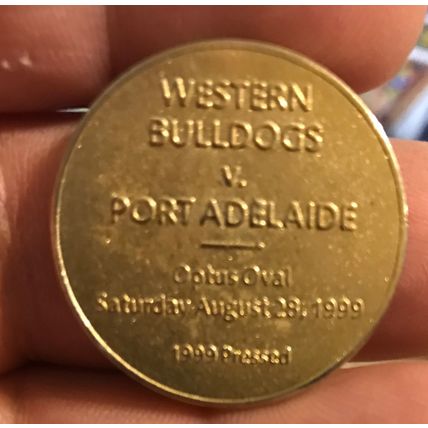 WESTERN
BULLDOGS
v.
PORT ADELAIDE
Optus Oval
Saturday August 28, 1999
1999 Pressed